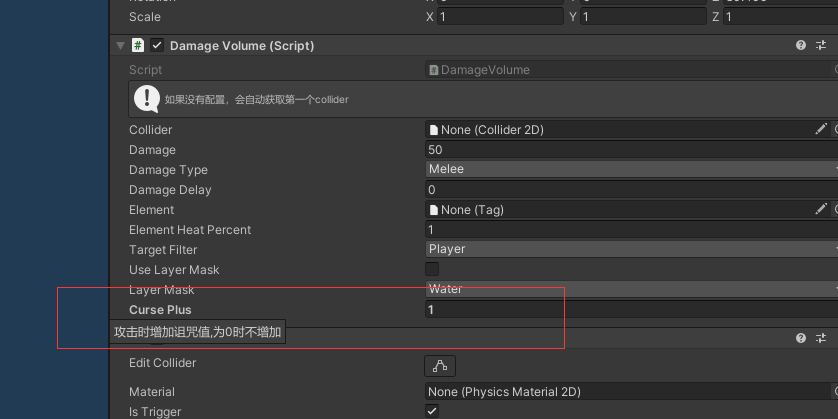 Scale X 1 Y 1 Z 1
# Damage Volume (Script)
Script # DamageVolume
如果没有配置，会自动获取第一个collider
Collider None (Collider 2D)
Damage 50
Damage Type Melee
Damage Delay 0
Element None (Tag)
Element Heat Percent 1
Target Filter Player
Use Layer Mask
Layer Mask Water
Curse Plus 1
攻击时增加诅咒值,为0时不增加
Edit Collider
Material None (Physics Material 2D)
Is Trigger